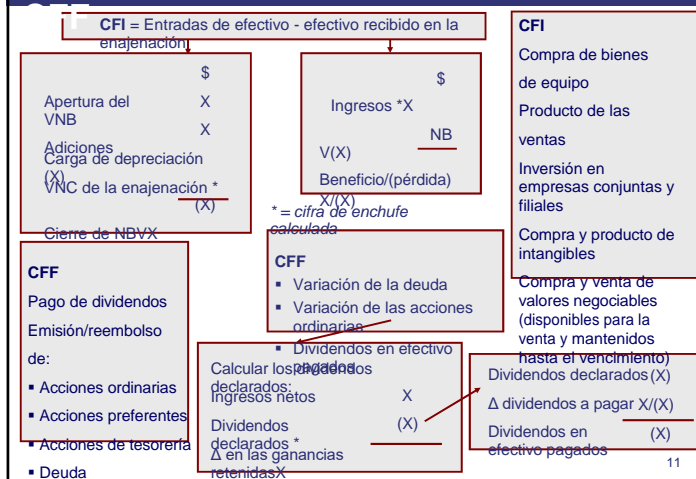 CFF
CFI = Entradas de efectivo - efectivo recibido en la
enajenación
$
Apertura del X
VNB
X
Adiciones
Carga de depreciación
(X)
VNC de la enajenación *
(X)
Cierre de NBVX
$
Ingresos *X
NB
V(X)
Beneficio/(pérdida)
X/(X)
* = cifra de enchufe
calculada
CFI
Compra de bienes
de equipo
Producto de las
ventas
Inversión en
empresas conjuntas y
filiales
Compra y producto de
intangibles
Compra y venta de
valores negociables
(disponibles para la
venta y mantenidos
hasta el vencimiento)
CFF
Pago de dividendos
Emisión/reembolso
de:
▪ Acciones ordinarias
▪ Acciones preferentes
▪ Acciones de tesorería
▪ Deuda
CFF
▪ Variación de la deuda
▪ Variación de las acciones
ordinarias
▪ Dividendos en efectivo
pagados
Calcular los dividendos
declarados:
Ingresos netos X
Dividendos (X)
declarados *
Δ en las ganancias
retenidasX
Dividendos declarados (X)
Δ dividendos a pagar X/(X)
Dividendos en (X)
efectivo pagados
11